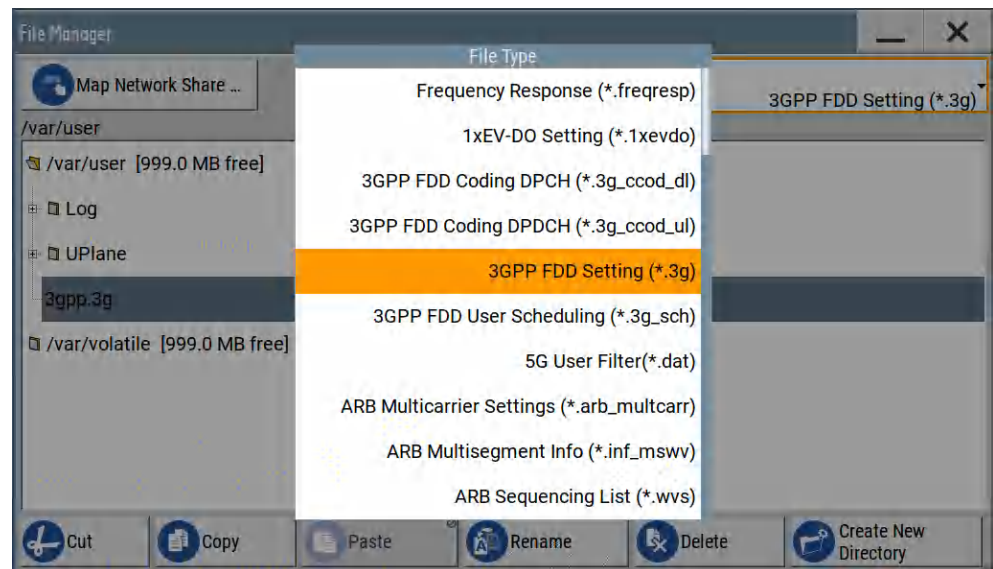 File Manager
Map Network Share ...
3GPP FDD Setting (*.3g)
/var/user
/var/user [999.0 MB free]
Log
UPlane
3gpp.3g
/var/volatile [999.0 MB free]
File Type
Frequency Response (*.freqresp)
1xEV-DO Setting (*.1xevdo)
3GPP FDD Coding DPCH (*.3g_ccod_dl)
3GPP FDD Coding DPDCH (*.3g_ccod_ul)
3GPP FDD Setting (*.3g)
3GPP FDD User Scheduling (*.3g_sch)
5G User Filter(*.dat)
ARB Multicarrier Settings (*.arb_multcarr)
ARB Multisegment Info (*.inf_mswv)
ARB Sequencing List (*.wvs)
Cut
Copy
Paste
Rename
Delete
Create New
Directory